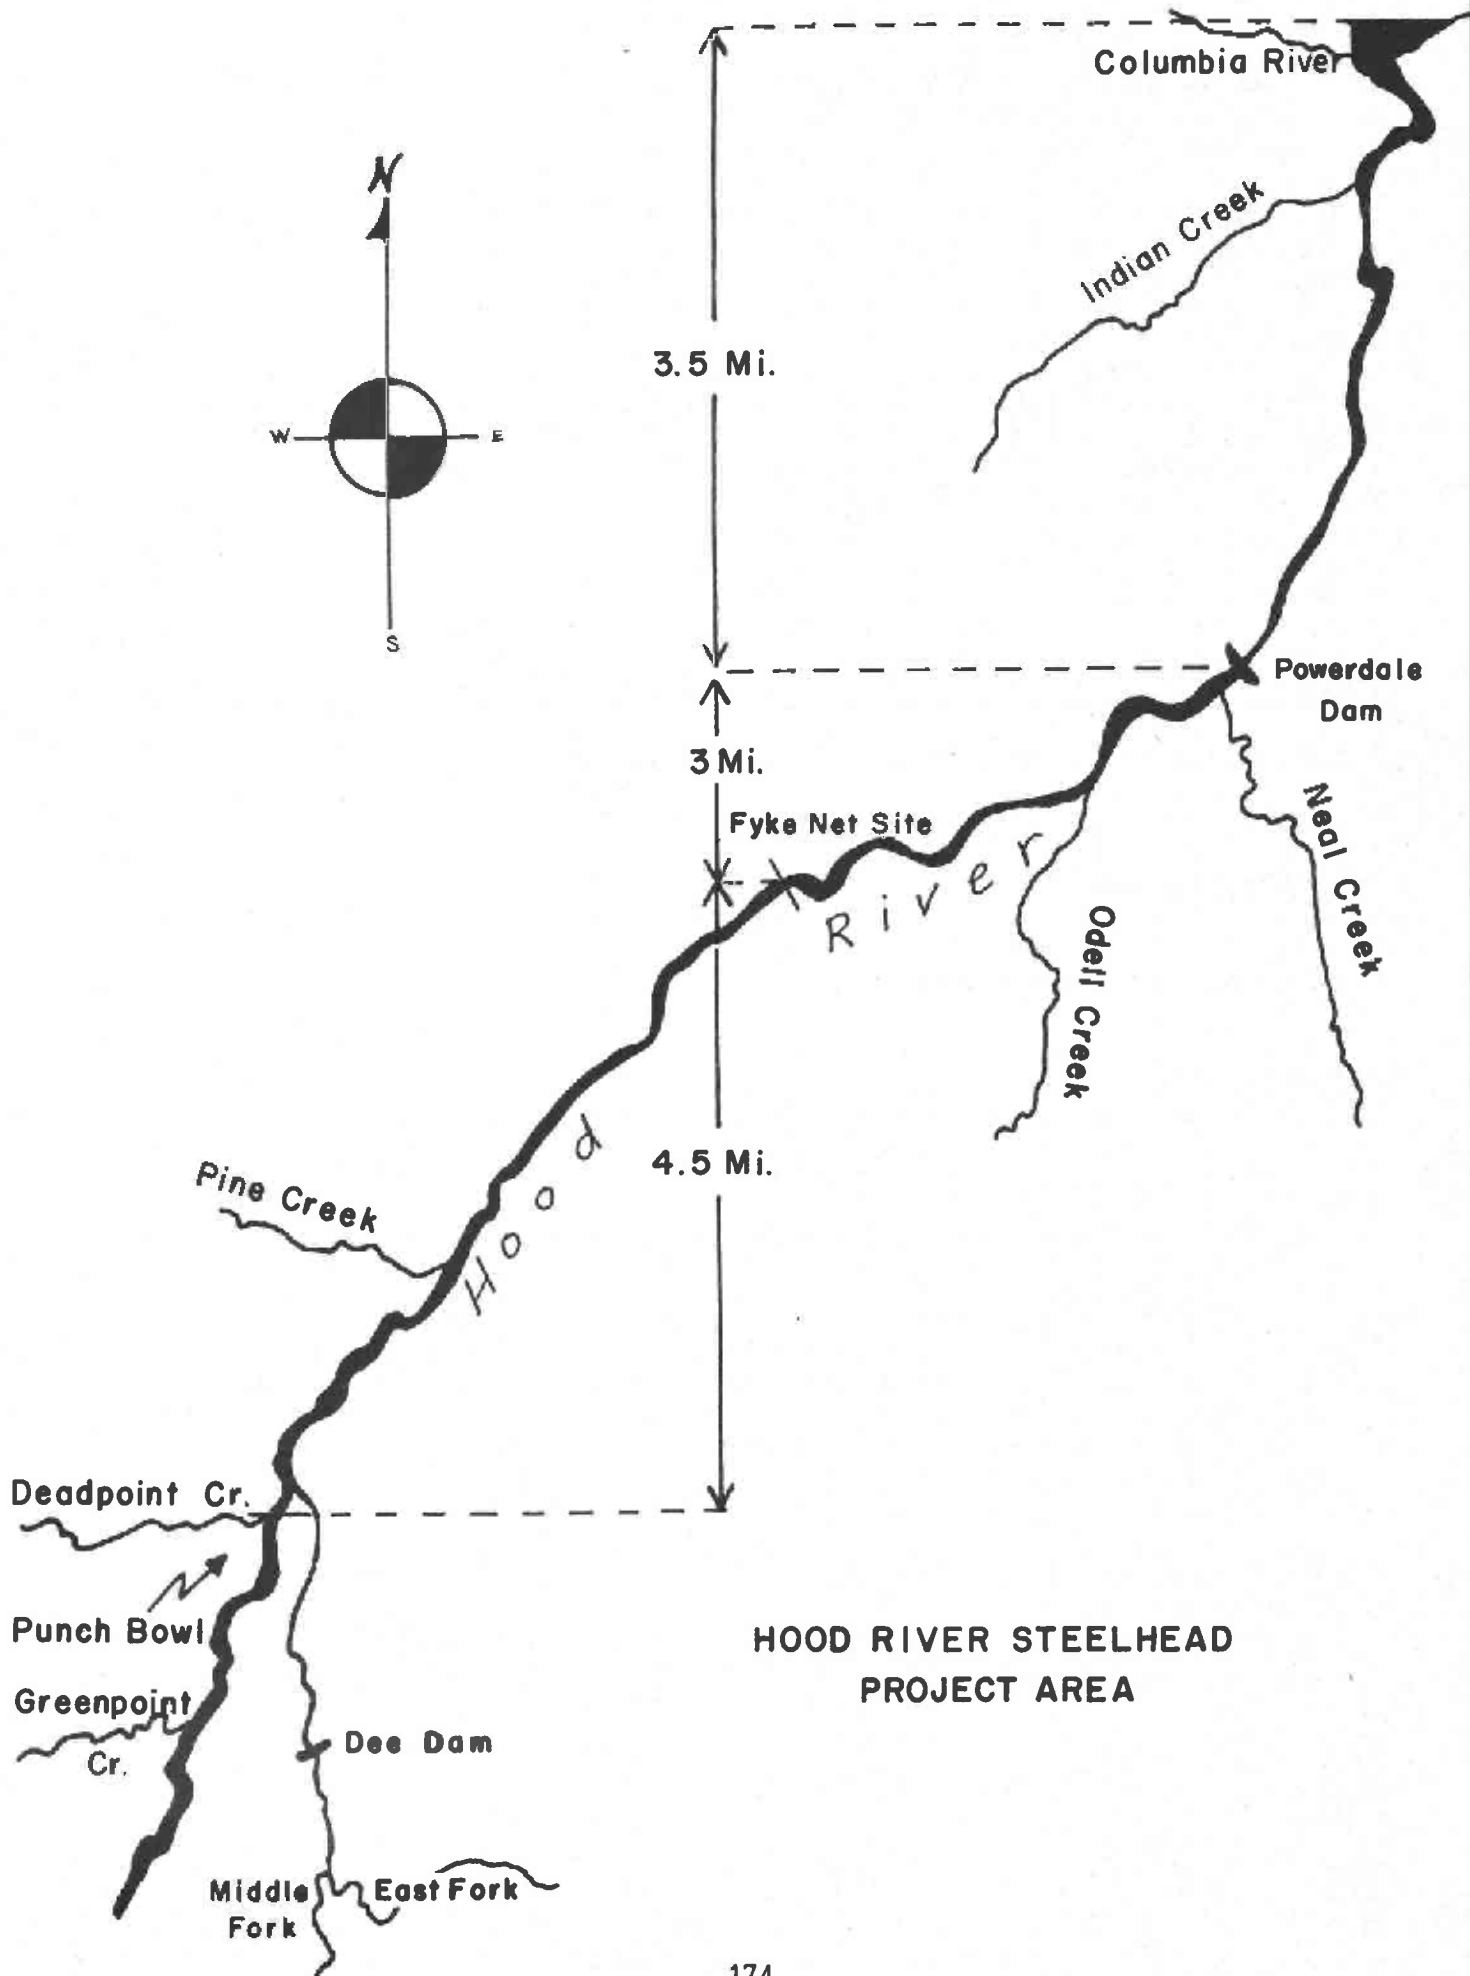 Columbia River
N
Indian Creek
3.5 Mi.
W
E
S
Powerdale
Dam
3 Mi.
Neal Creek
Fyke Net Site
Hood River
Odell Creek
4.5 Mi.
Pine Creek
Deadpoint Cr.
Punch Bowl
HOOD RIVER STEELHEAD
PROJECT AREA
Greenpoint
Cr.
Dee Dam
Middle
Fork
East Fork
174